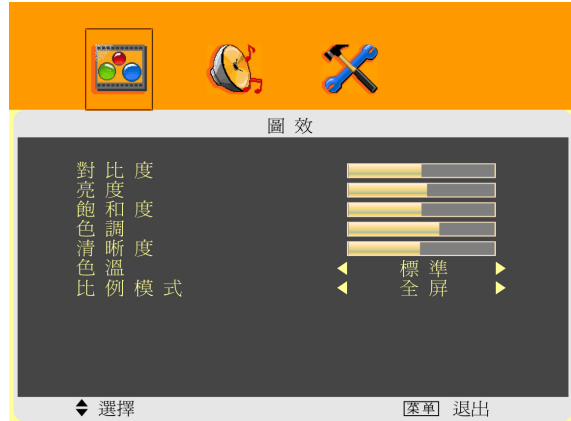 圖效
對比度
亮度
飽和度
色調
清晰度
色溫 標準
比例模式 全屏
選擇 菜单 退出